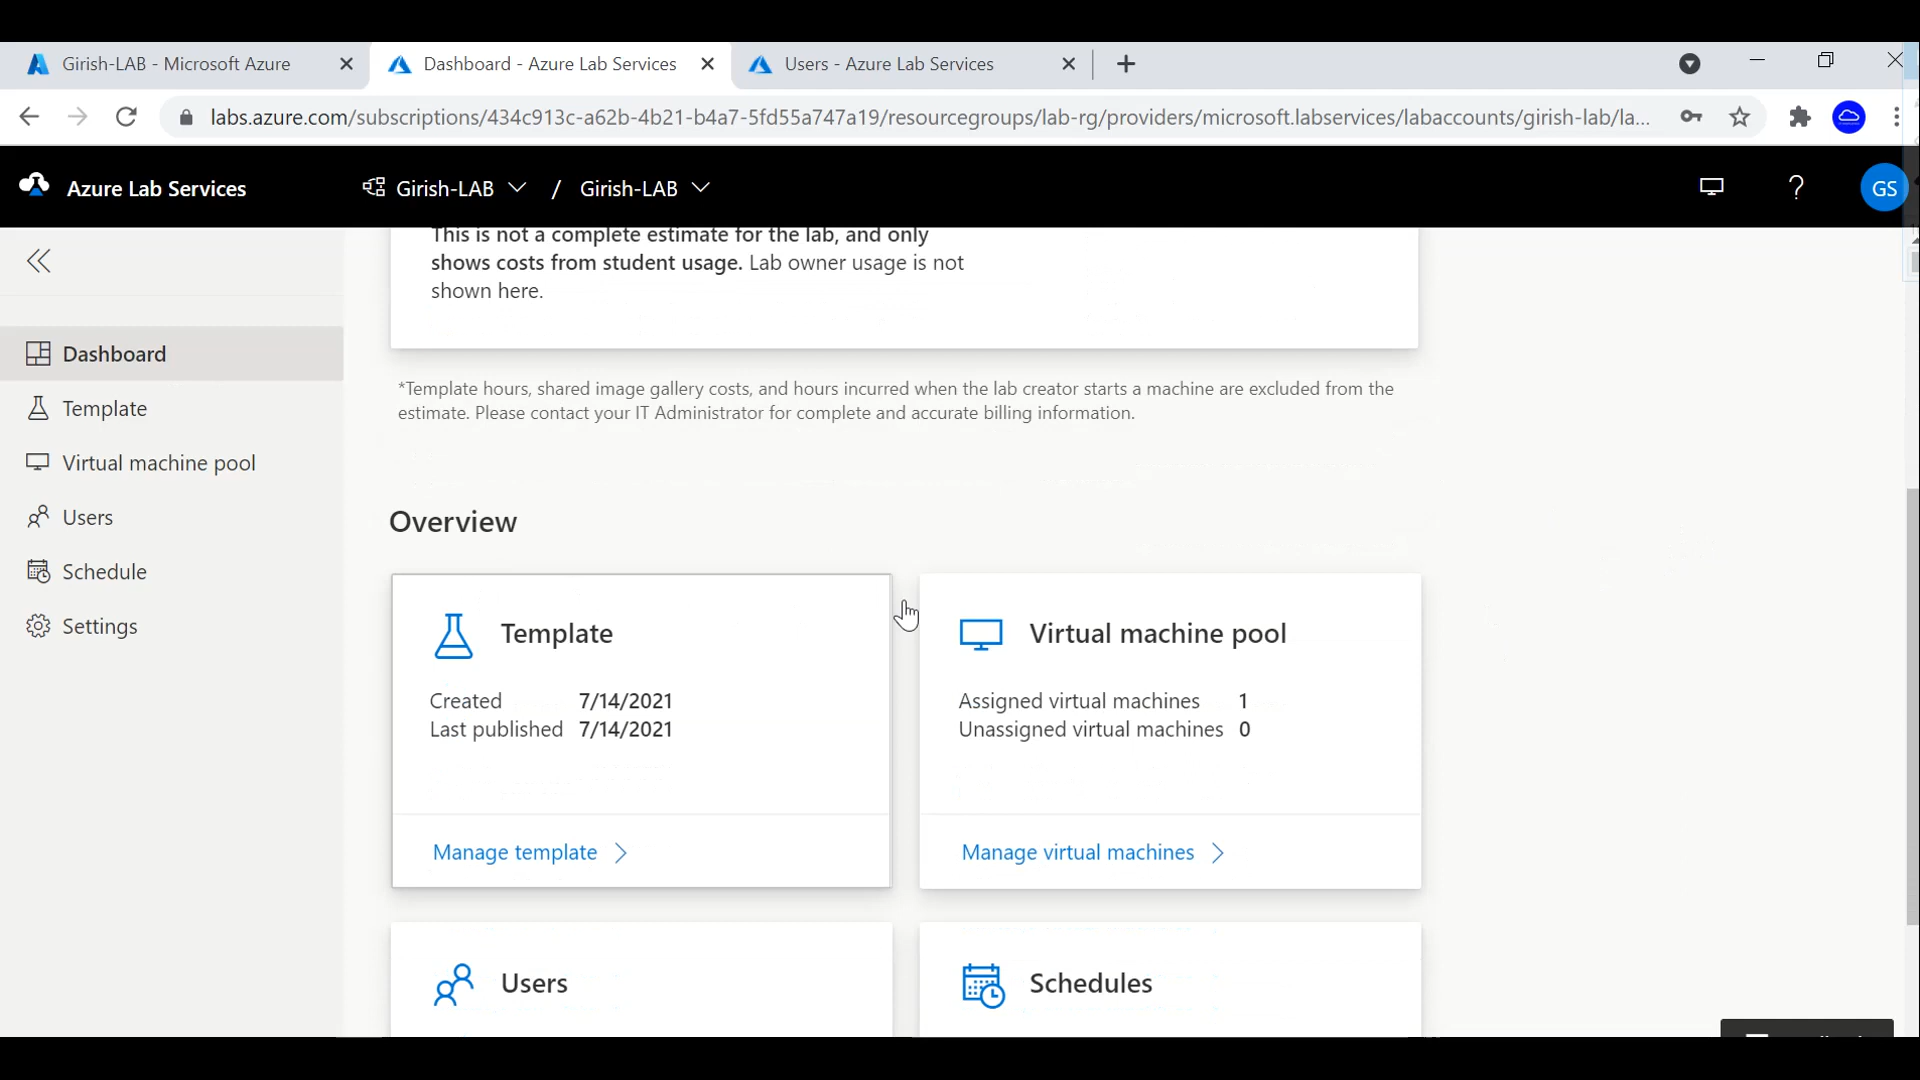 Girish-LAB - Microsoft Azure
Dashboard - Azure Lab Services
Users - Azure Lab Services
labs.azure.com/subscriptions/434c913c-a62b-4b21-b4a7-5fd55a747a19/resourcegroups/lab-rg/providers/microsoft.labservices/labaccounts/girish-lab/la...
Azure Lab Services
Girish-LAB / Girish-LAB
?
GS
This is not a complete estimate for the lab, and only
shows costs from student usage. Lab owner usage is not
shown here.
Dashboard
Template
Virtual machine pool
Users
Schedule
Settings
*Template hours, shared image gallery costs, and hours incurred when the lab creator starts a machine are excluded from the
estimate. Please contact your IT Administrator for complete and accurate billing information.
Overview
Template
Created 7/14/2021
Last published 7/14/2021
Manage template
Virtual machine pool
Assigned virtual machines 1
Unassigned virtual machines 0
Manage virtual machines
Users
Schedules